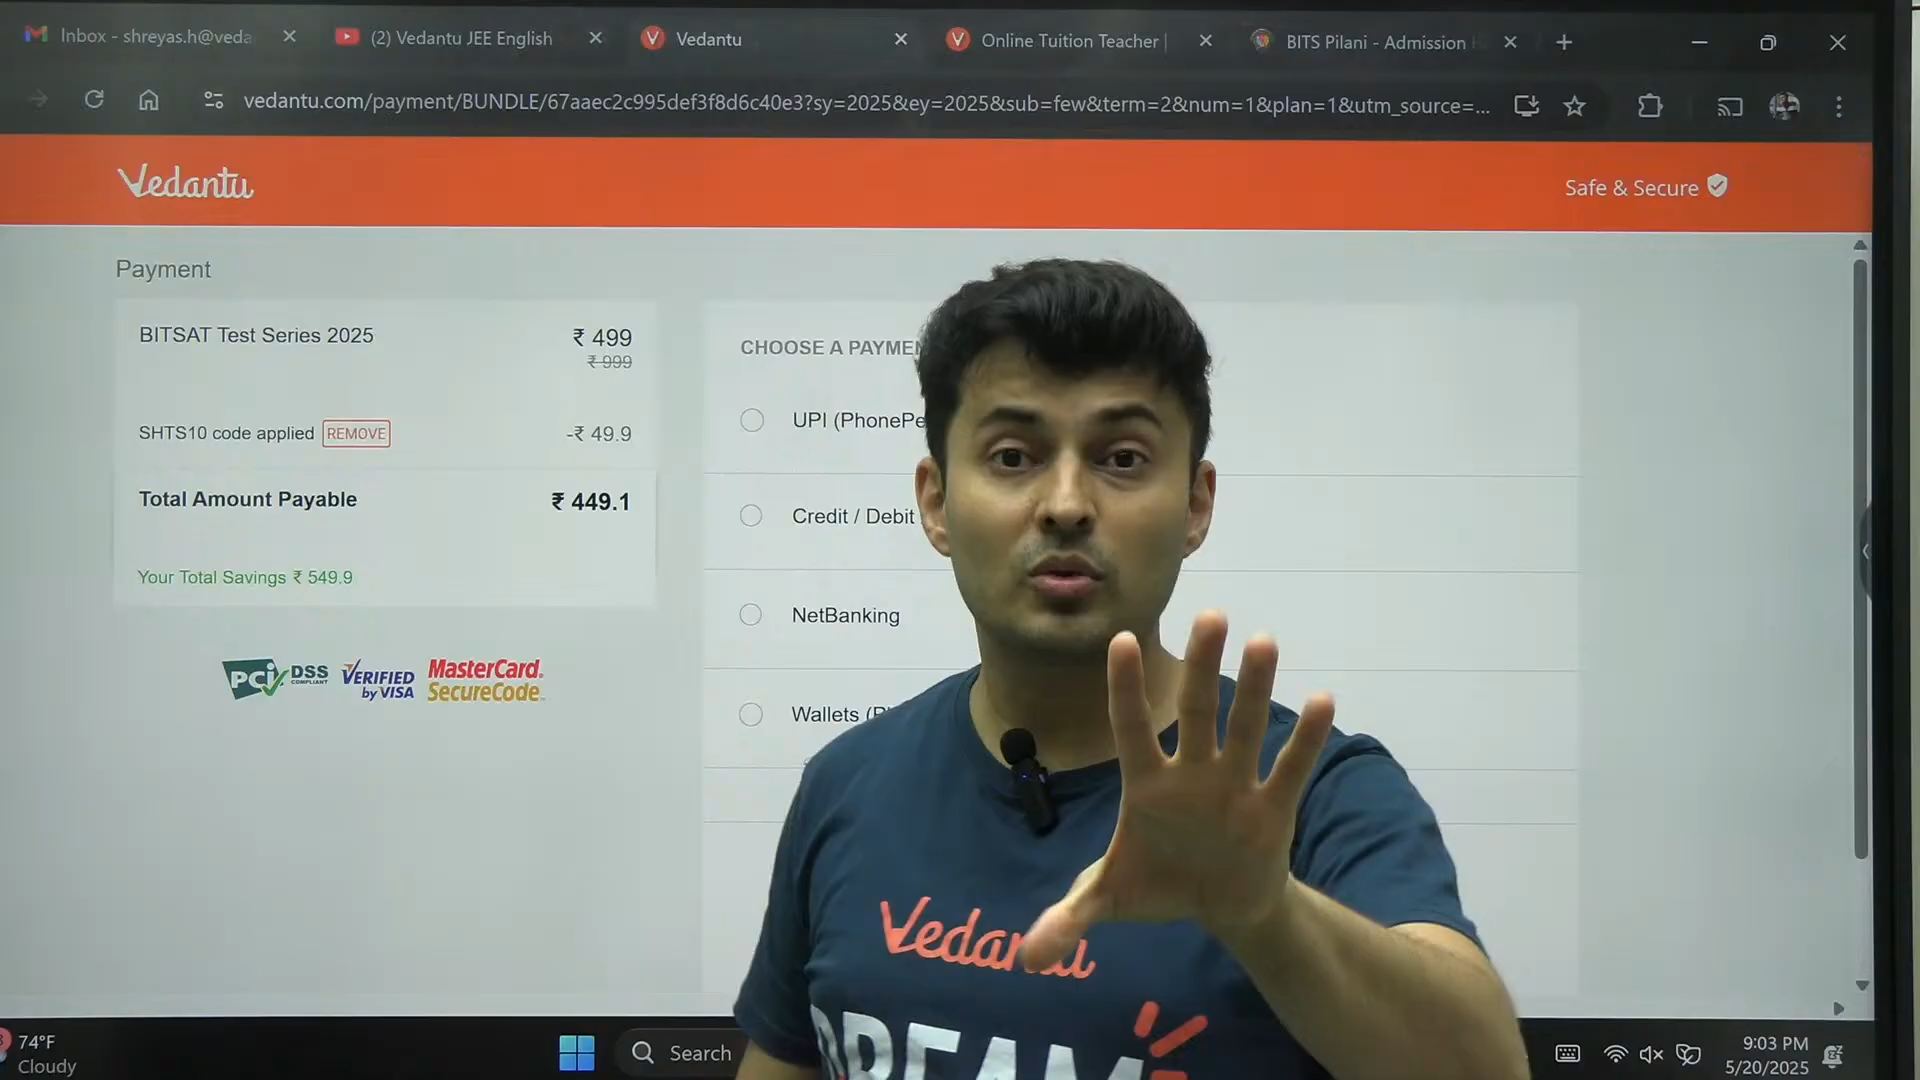 Inbox - shreyas.h@veda
(2) Vedantu JEE English
Vedantu
Online Tuition Teacher |
BITS Pilani - Admission
vedantu.com/payment/BUNDLE/67aaec2c995def3f8d6c40e3?sy=2025&ey=2025&sub=few&term=2&num=1&plan=1&utm_source=...
Vedantu
Safe & Secure
Payment
BITSAT Test Series 2025
₹ 499
₹ 999
SHTS10 code applied REMOVE
-₹ 49.9
Total Amount Payable
₹ 449.1
Your Total Savings ₹ 549.9
PCI DSS COMPLIANT
VERIFIED by VISA
MasterCard. SecureCode
CHOOSE A PAYMEN
UPI (PhonePe
Credit / Debit
NetBanking
Wallets (P
Vedantu
DREAM
74°F
Cloudy
Search
9:03 PM
5/20/2025